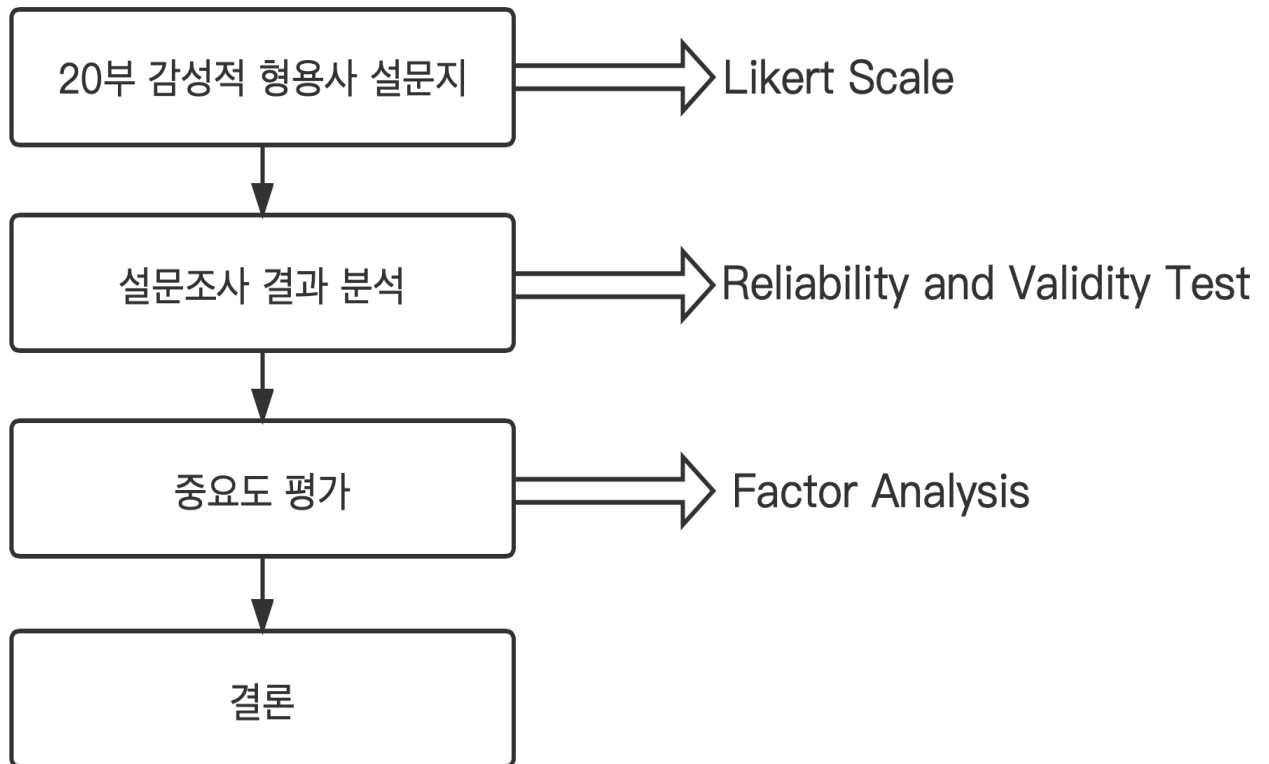 20부 감성적 형용사 설문지
Likert Scale
설문조사 결과 분석
Reliability and Validity Test
중요도 평가
Factor Analysis
결론